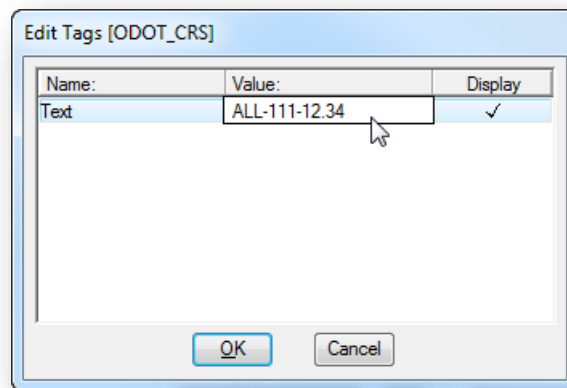 Edit Tags [ODOT_CRS]
Name: Value: Display
Text ALL-111-12.34 ✓
OK Cancel